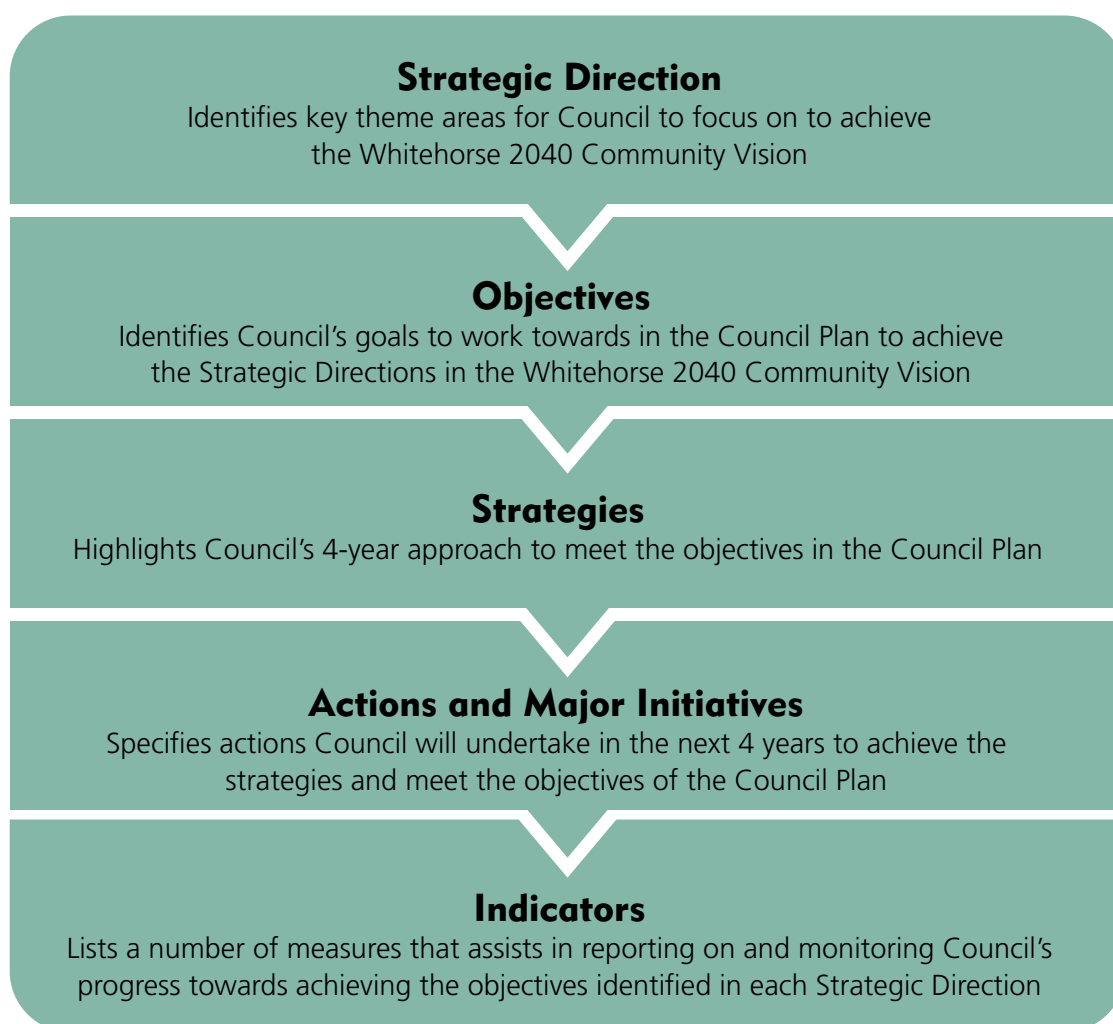 Strategic Direction
Identifies key theme areas for Council to focus on to achieve
the Whitehorse 2040 Community Vision
Objectives
Identifies Council's goals to work towards in the Council Plan to achieve
the Strategic Directions in the Whitehorse 2040 Community Vision
Strategies
Highlights Council's 4-year approach to meet the objectives in the Council Plan
Actions and Major Initiatives
Specifies actions Council will undertake in the next 4 years to achieve the
strategies and meet the objectives of the Council Plan
Indicators
Lists a number of measures that assists in reporting on and monitoring Council's
progress towards achieving the objectives identified in each Strategic Direction